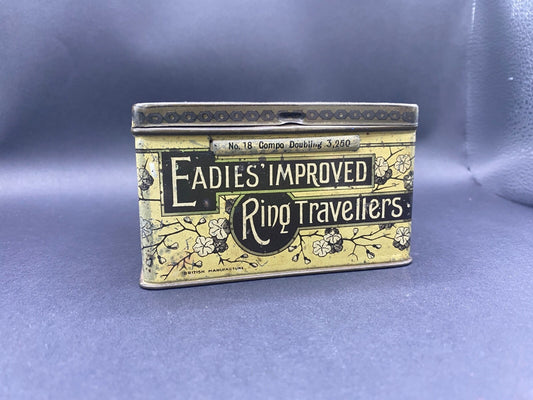 No. 18 Compo Doubling 3,250
EADIES' IMPROVED
Ring TRAVELLERS
BRITISH MANUFACTURE